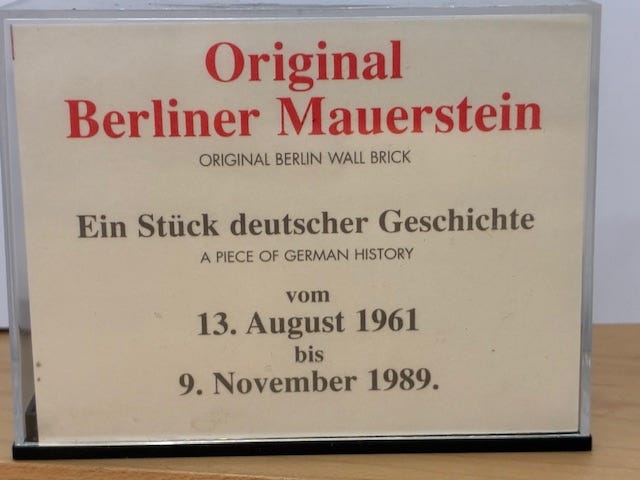 Original
Berliner Mauerstein
ORIGINAL BERLIN WALL BRICK
Ein Stück deutscher Geschichte
A PIECE OF GERMAN HISTORY
vom
13. August 1961
bis
9. November 1989.